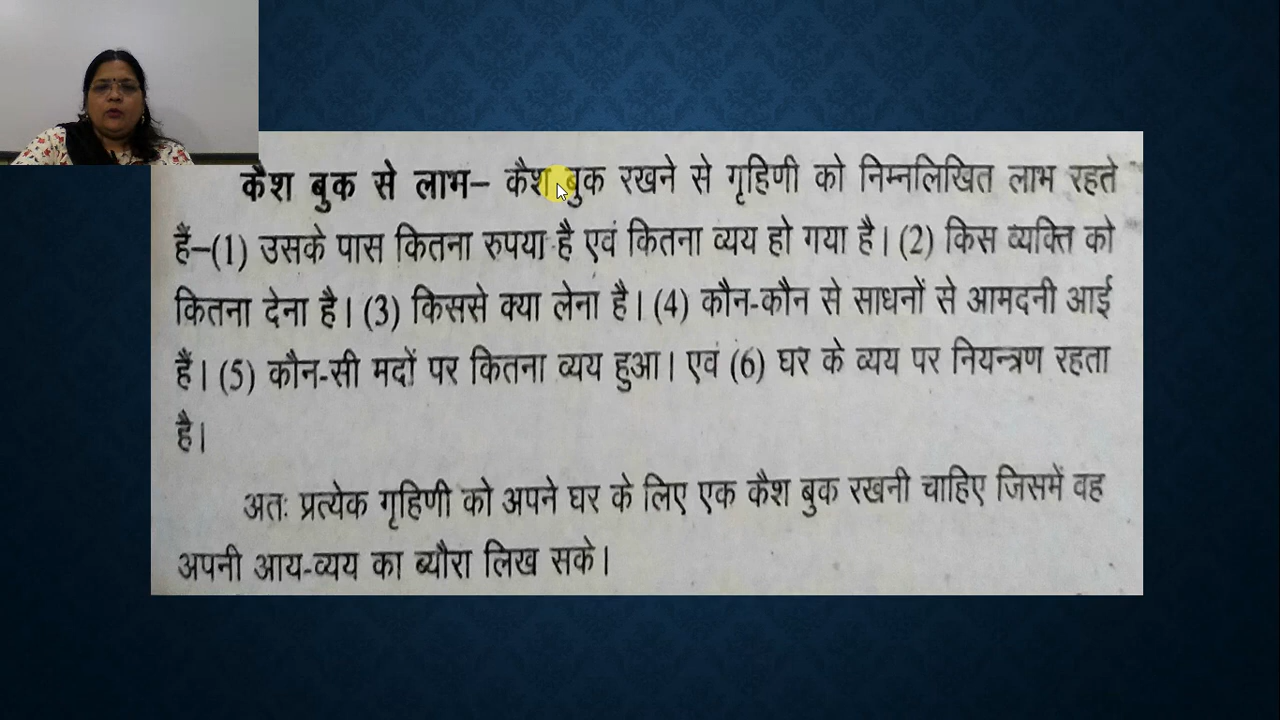 कैश बुक से लाभ– कैश बुक रखने से गृहिणी को निम्नलिखित लाभ रहते
हैं–(1) उसके पास कितना रुपया है एवं कितना व्यय हो गया है। (2) किस व्यक्ति को
कितना देना है। (3) किससे क्या लेना है। (4) कौन-कौन से साधनों से आमदनी आई
हैं। (5) कौन-सी मदों पर कितना व्यय हुआ। एवं (6) घर के व्यय पर नियन्त्रण रहता
है।
अतः प्रत्येक गृहिणी को अपने घर के लिए एक कैश बुक रखनी चाहिए जिसमें वह
अपनी आय-व्यय का ब्यौरा लिख सके।